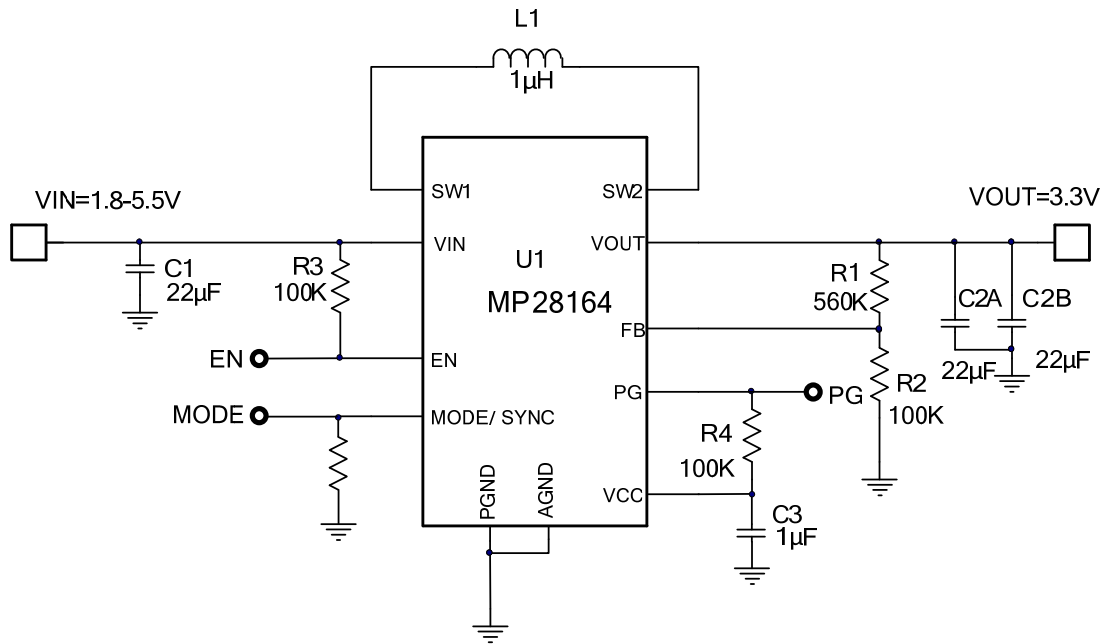 L1
1μH
SW1
SW2
VIN=1.8-5.5V
VOUT=3.3V
VIN
VOUT
C1
22μF
R3
100K
U1
MP28164
R1
560K
C2A
C2B
FB
EN
EN
22μF
22μF
R2
100K
PG
PG
MODE
MODE/ SYNC
R4
100K
PGND
AGND
VCC
C3
1μF